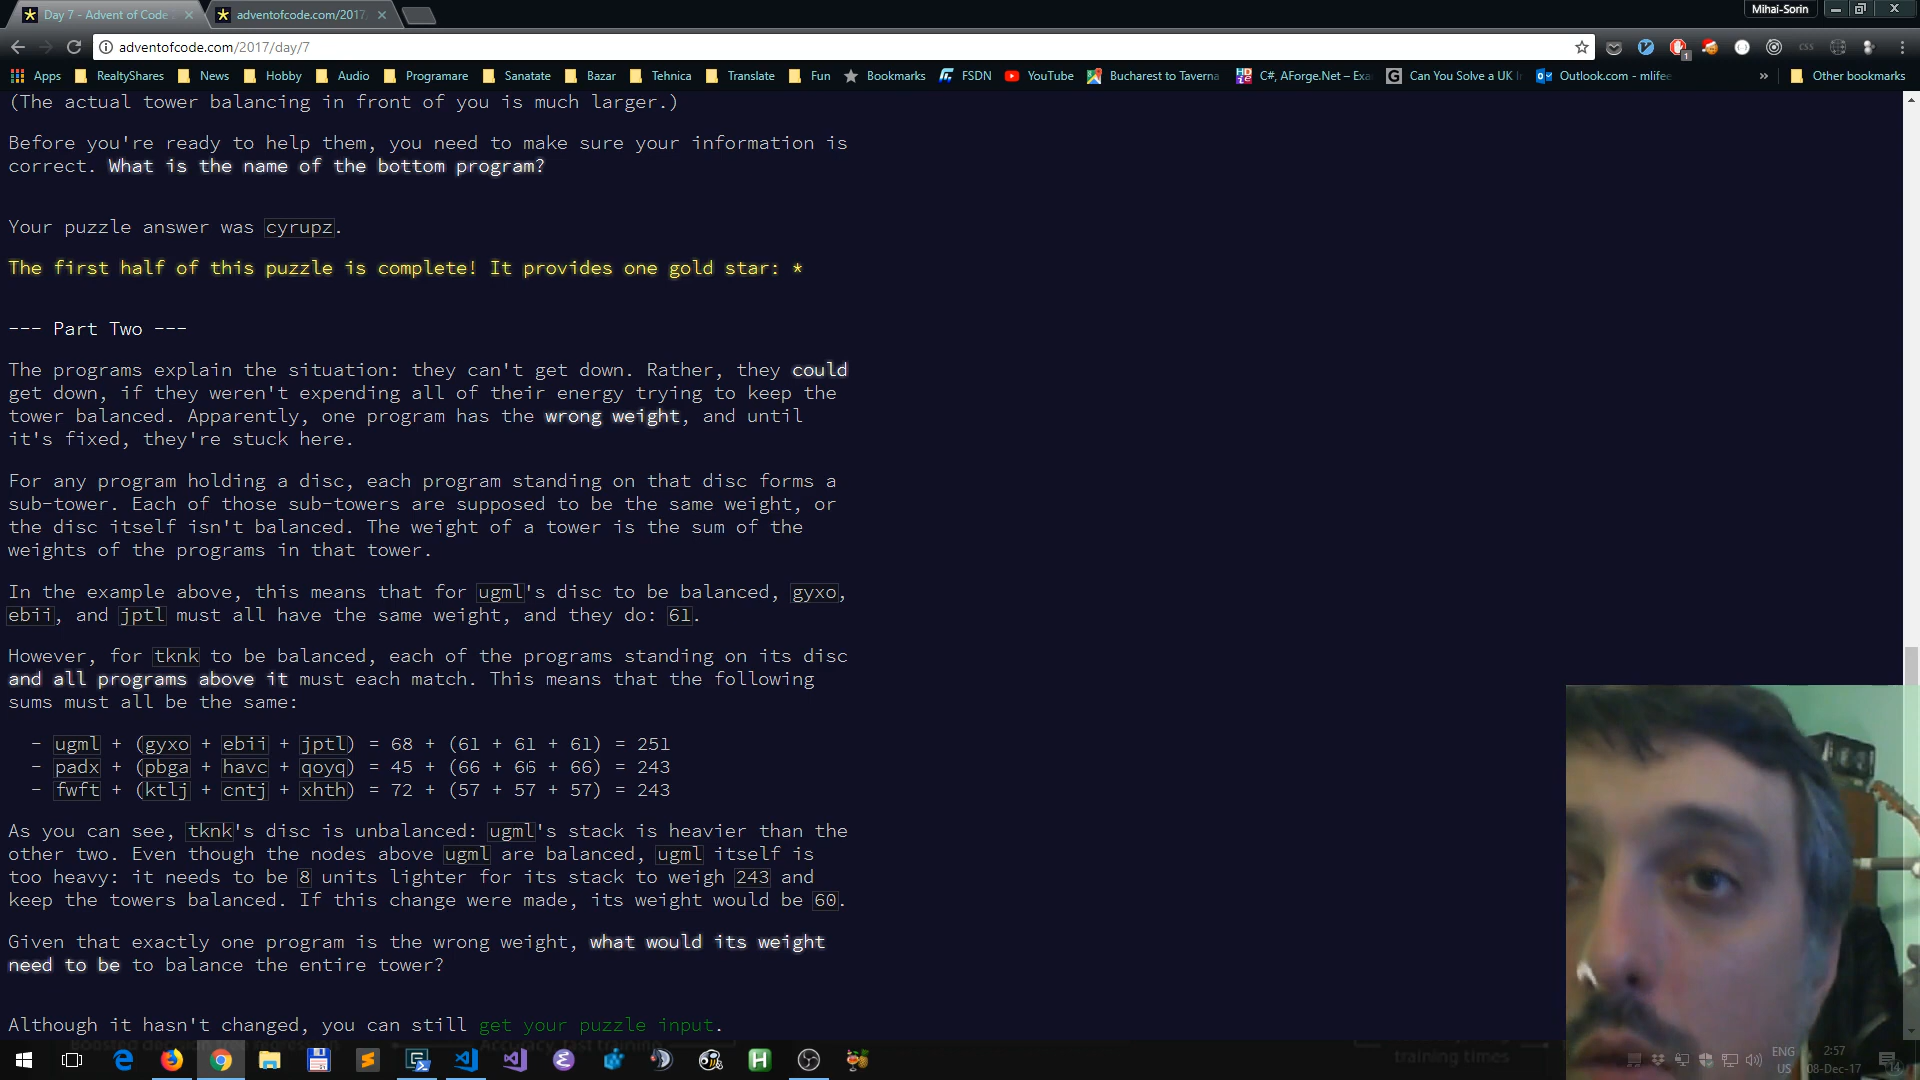 Day 7 - Advent of Code
adventofcode.com/2017
Mihai-Sorin
adventofcode.com/2017/day/7
Apps RealtyShares News Hobby Audio Programare Sanatate Bazar Tehnica Translate Fun Bookmarks FSDN YouTube Bucharest to Taverna C#, AForge.Net – Exa Can You Solve a UK Outlook.com - mlifee » Other bookmarks
(The actual tower balancing in front of you is much larger.)
Before you're ready to help them, you need to make sure your information is
correct. What is the name of the bottom program?
Your puzzle answer was cyrupz.
The first half of this puzzle is complete! It provides one gold star: *
--- Part Two ---
The programs explain the situation: they can't get down. Rather, they could
get down, if they weren't expending all of their energy trying to keep the
tower balanced. Apparently, one program has the wrong weight, and until
it's fixed, they're stuck here.
For any program holding a disc, each program standing on that disc forms a
sub-tower. Each of those sub-towers are supposed to be the same weight, or
the disc itself isn't balanced. The weight of a tower is the sum of the
weights of the programs in that tower.
In the example above, this means that for ugml's disc to be balanced, gyxo,
ebii, and jptl must all have the same weight, and they do: 61.
However, for tknk to be balanced, each of the programs standing on its disc
and all programs above it must each match. This means that the following
sums must all be the same:
- ugml + (gyxo + ebii + jptl) = 68 + (61 + 61 + 61) = 251
- padx + (pbga + havc + qoyq) = 45 + (66 + 66 + 66) = 243
- fwft + (ktlj + cntj + xhth) = 72 + (57 + 57 + 57) = 243
As you can see, tknk's disc is unbalanced: ugml's stack is heavier than the
other two. Even though the nodes above ugml are balanced, ugml itself is
too heavy: it needs to be 8 units lighter for its stack to weigh 243 and
keep the towers balanced. If this change were made, its weight would be 60.
Given that exactly one program is the wrong weight, what would its weight
need to be to balance the entire tower?
Although it hasn't changed, you can still get your puzzle input.
Accuracy, fast training
training times
ENG
US
2:57
08-Dec-17
14